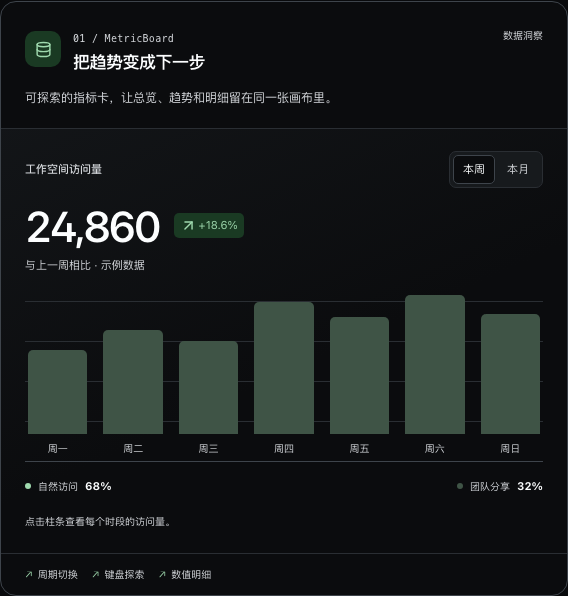 01 / MetricBoard
数据洞察
把趋势变成下一步
可探索的指标卡，让总览、趋势和明细留在同一张画布里。
工作空间访问量
本周 本月
24,860 +18.6%
与上一周相比 · 示例数据
周一 周二 周三 周四 周五 周六 周日
自然访问 68% 团队分享 32%
点击柱条查看每个时段的访问量。
周期切换 键盘探索 数值明细